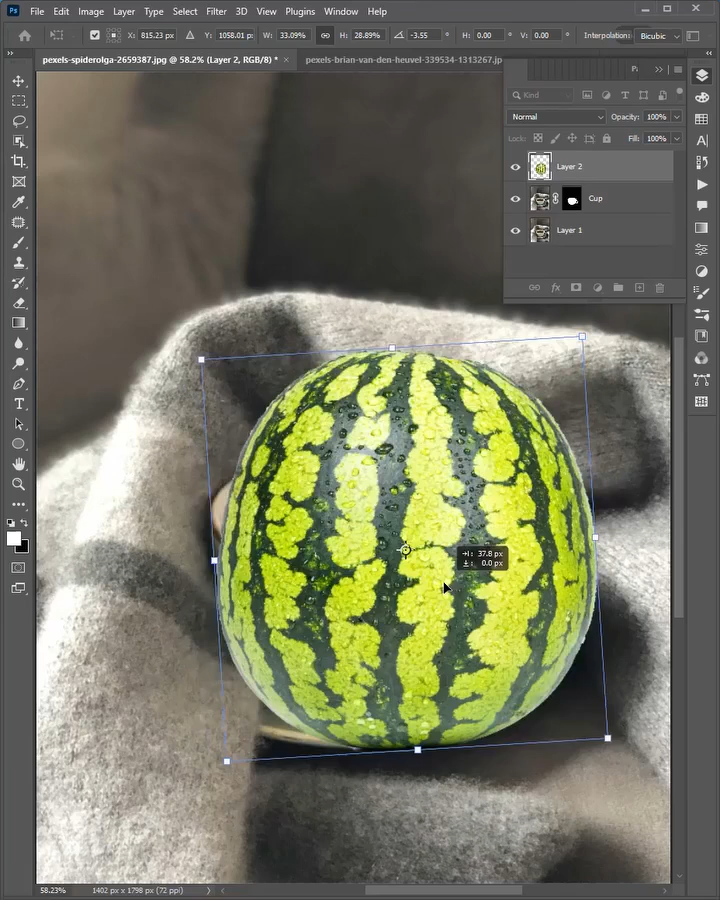 Ps File Edit Image Layer Type Select Filter 3D View Plugins Window Help
X: 815.23 px Y: 1058.01 px W: 33.09% H: 28.89% -3.55 ° H: 0.00 ° V: 0.00 ° Interpolation: Bicubic
pexels-spiderolga-2659387.jpg @ 58.2% (Layer 2, RGB/8) * × pexels-brian-van-den-heuvel-339534-1313267.jp
Kind
Normal Opacity: 100%
Lock: Fill: 100%
Layer 2
Cup
Layer 1
fx
37.8 px
0.0 px
58.23% 1402 px x 1798 px (72 ppi)